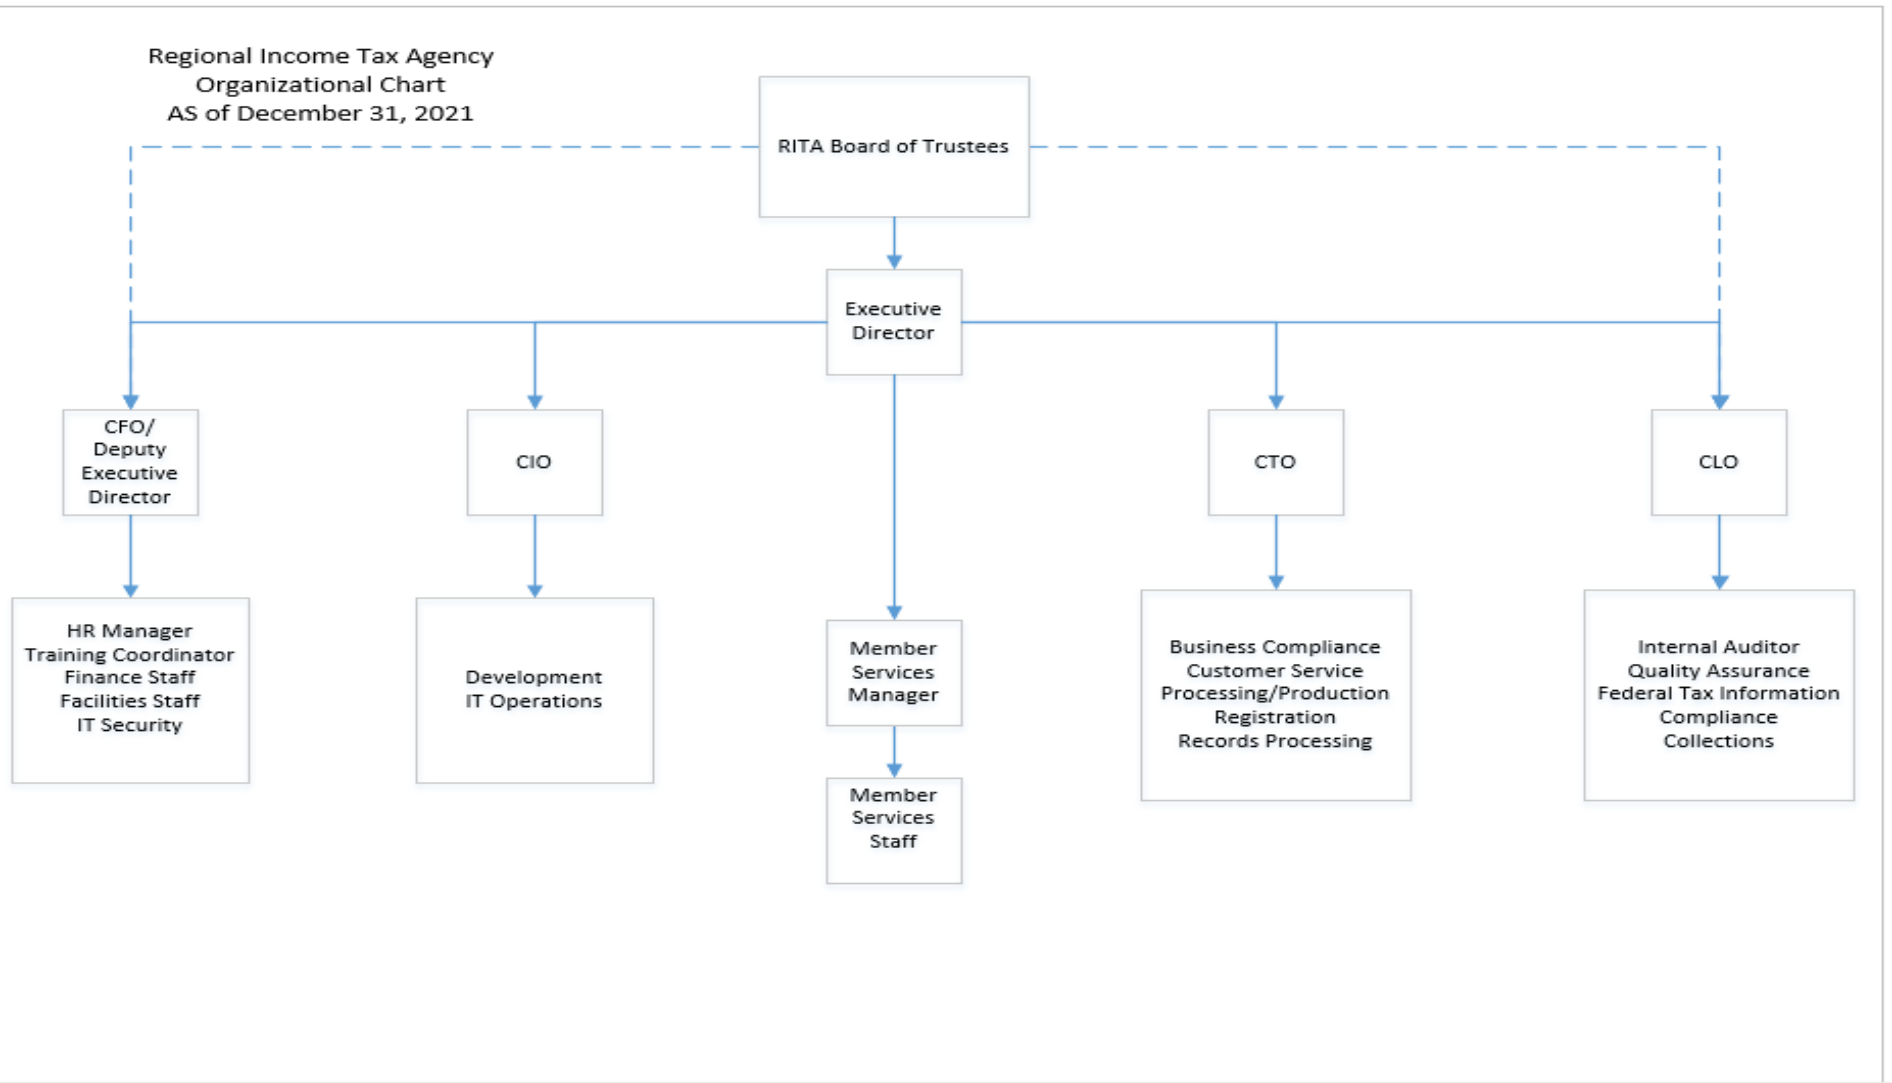 Regional Income Tax Agency
Organizational Chart
AS of December 31, 2021
RITA Board of Trustees
Executive
Director
CFO/
Deputy
Executive
Director
CIO
CTO
CLO
HR Manager
Training Coordinator
Finance Staff
Facilities Staff
IT Security
Development
IT Operations
Member
Services
Manager
Business Compliance
Customer Service
Processing/Production
Registration
Records Processing
Internal Auditor
Quality Assurance
Federal Tax Information
Compliance
Collections
Member
Services
Staff